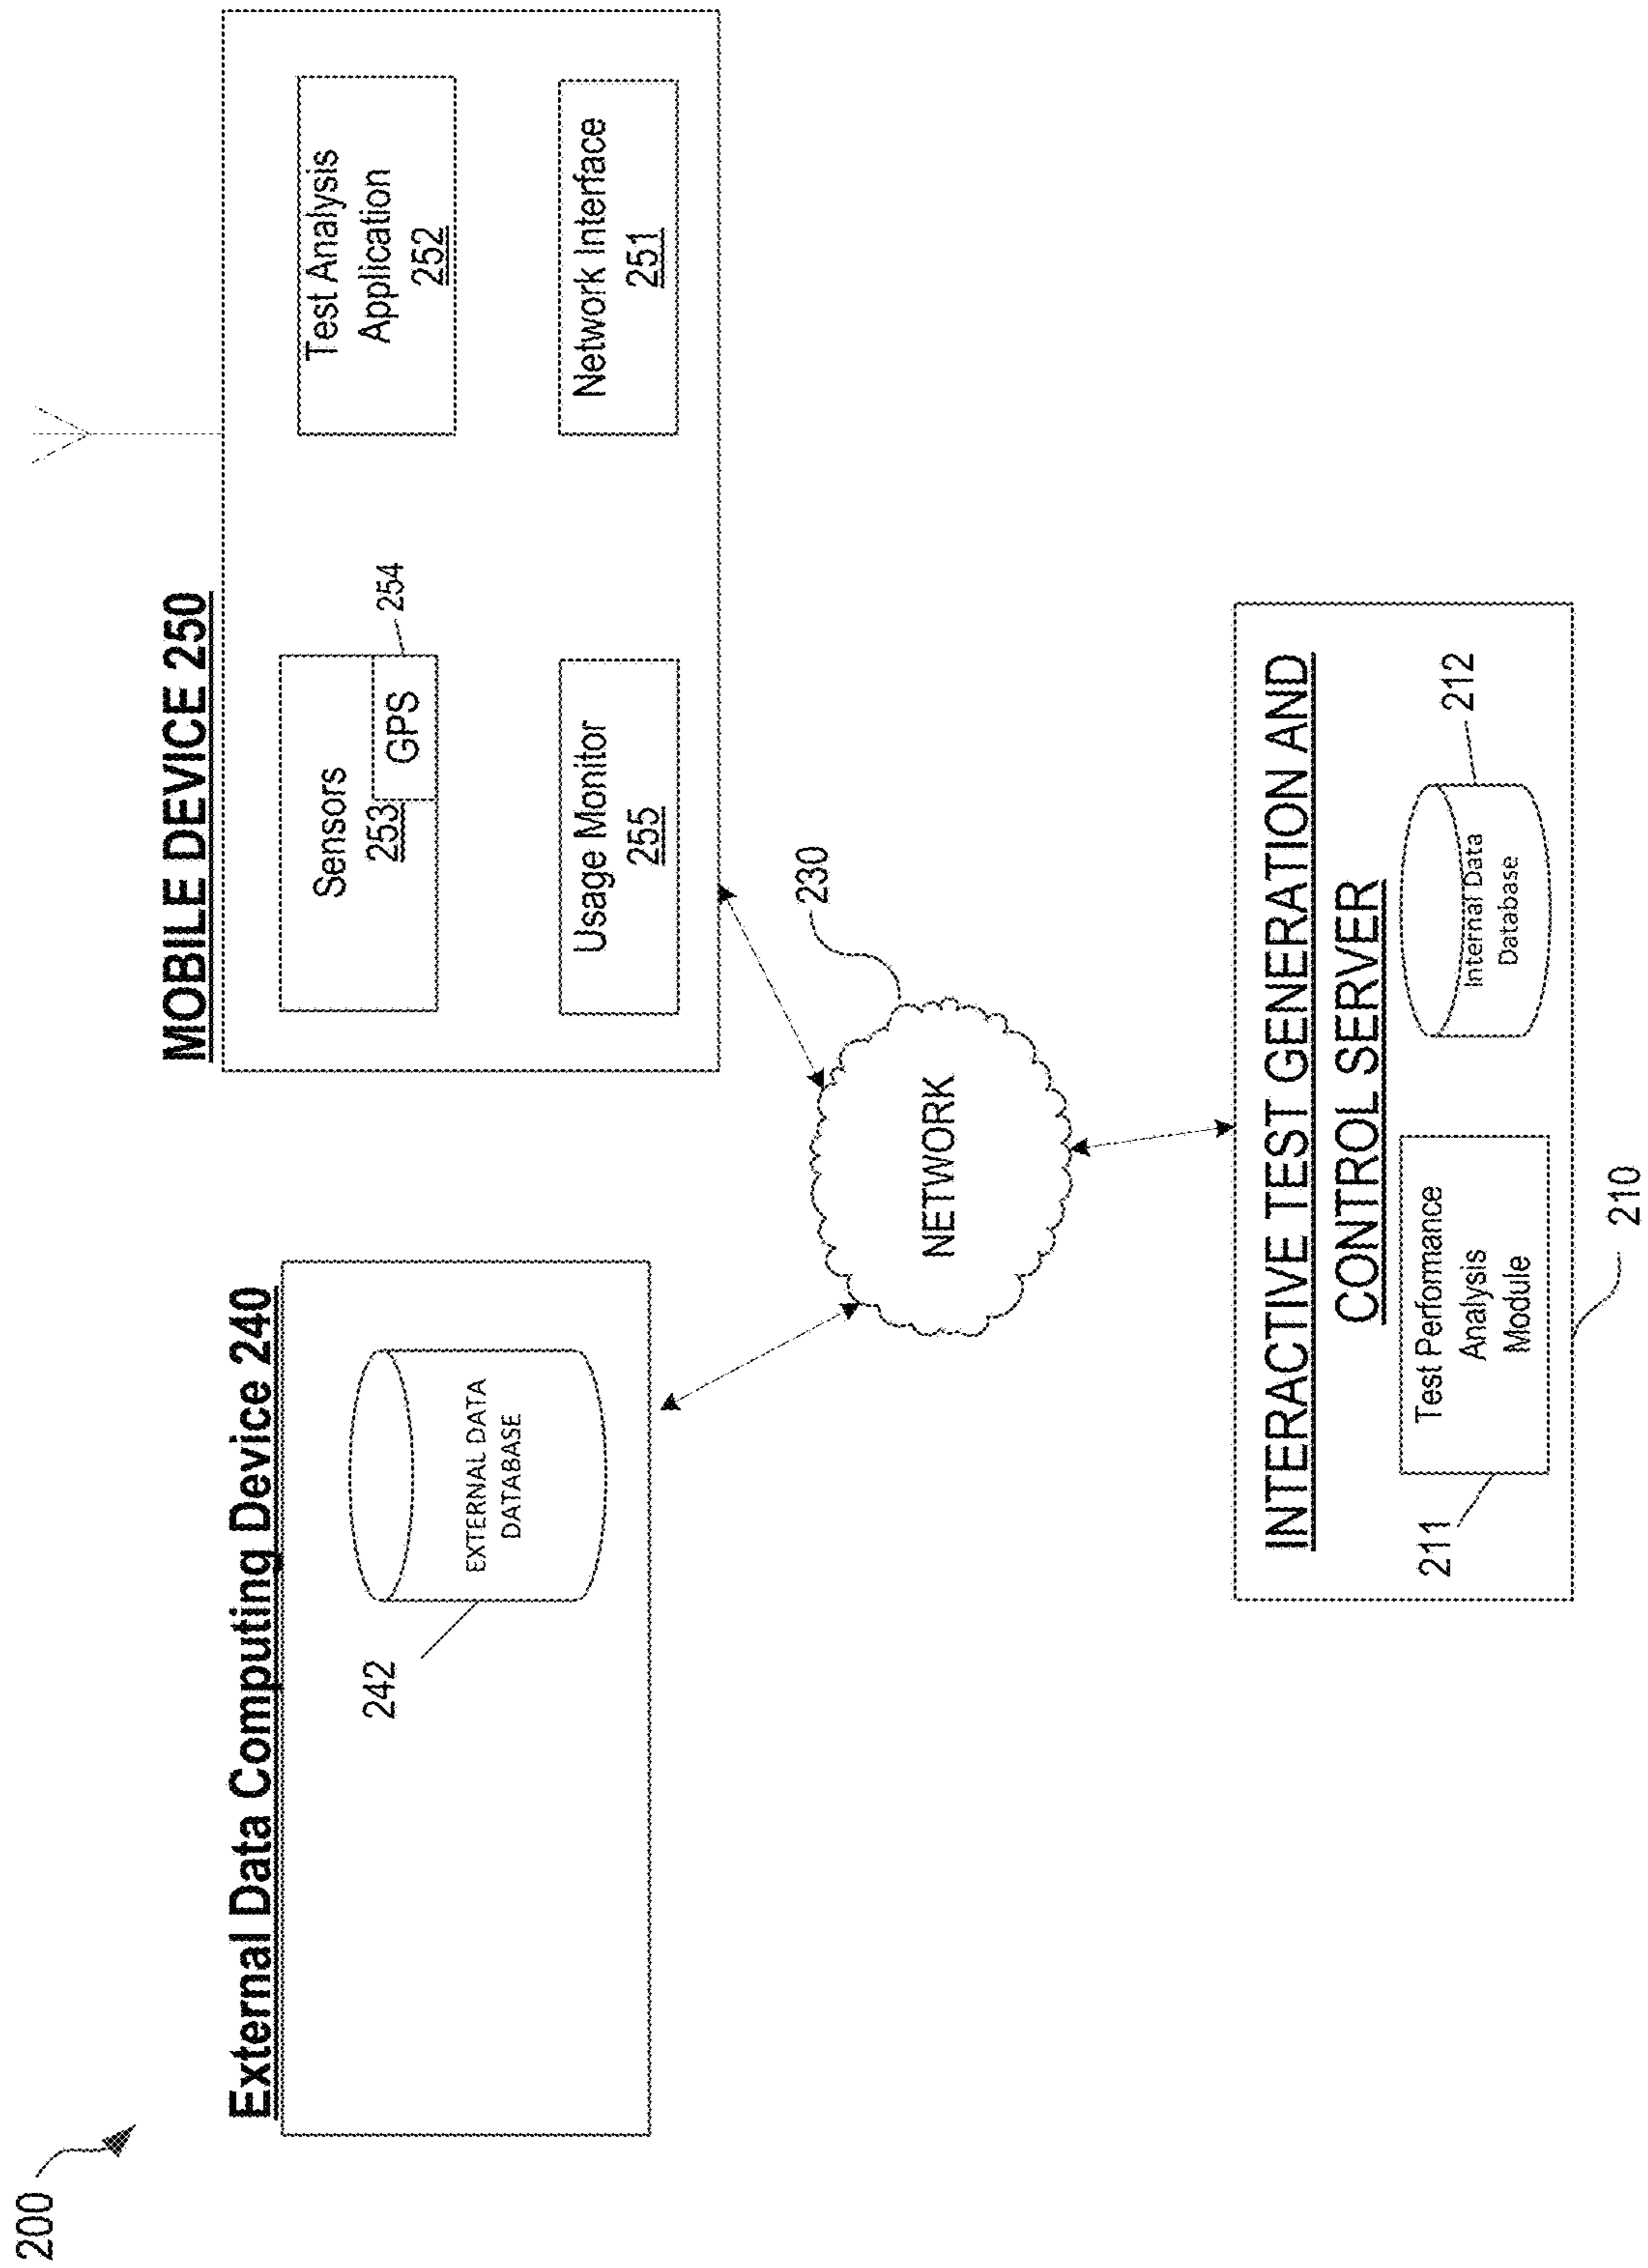 200
External Data Computing Device 240
242
EXTERNAL DATA
DATABASE
MOBILE DEVICE 250
Sensors
253
GPS
254
Test Analysis
Application
252
Usage Monitor
255
Network Interface
251
230
NETWORK
INTERACTIVE TEST GENERATION AND
CONTROL SERVER
211
Test Performance
Analysis
Module
Internal Data
Database
212
210